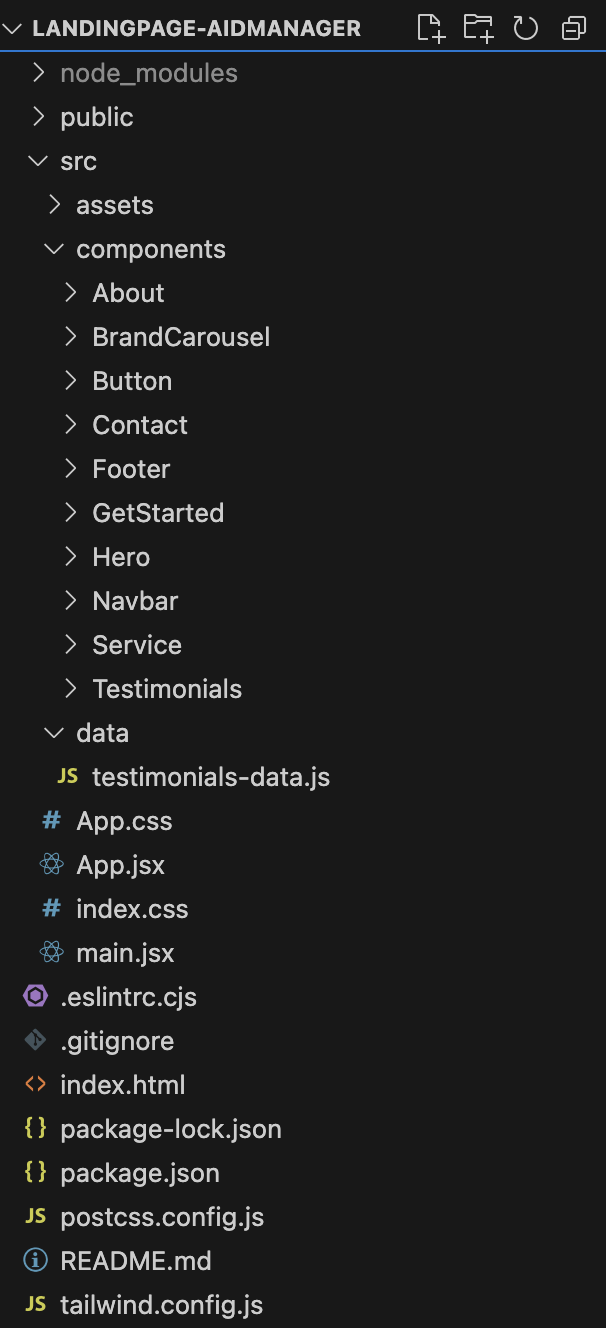 LANDINGPAGE-AIDMANAGER
node_modules
public
src
assets
components
About
BrandCarousel
Button
Contact
Footer
GetStarted
Hero
Navbar
Service
Testimonials
data
JS testimonials-data.js
# App.css
App.jsx
# index.css
main.jsx
.eslintrc.cjs
.gitignore
<> index.html
{ } package-lock.json
{ } package.json
JS postcss.config.js
README.md
JS tailwind.config.js